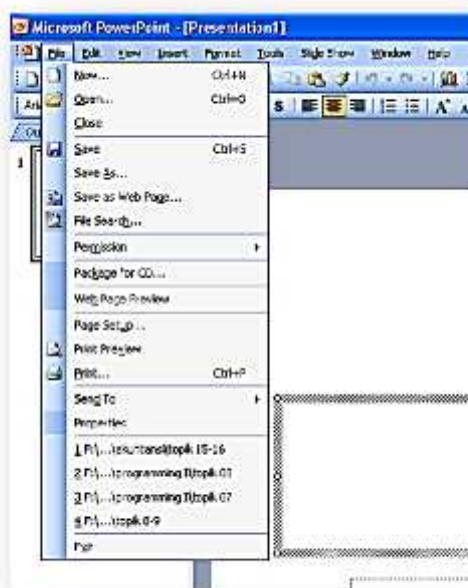 Microsoft PowerPoint - [Presentation1]
File Edit View Insert Format Tools Slide Show Window Help
New... Ctrl+N
Open... Ctrl+O
Close
Save Ctrl+S
Save As...
Save as Web Page...
File Search...
Permission
Package for CD...
Web Page Preview
Page Setup...
Print Preview
Print... Ctrl+P
Send To
Properties
1 F:\...\akuntansi\topik 15-16
2 F:\...\programming II\topik 03
3 F:\...\programming II\topik 07
4 F:\...\topik 8-9
Exit
1